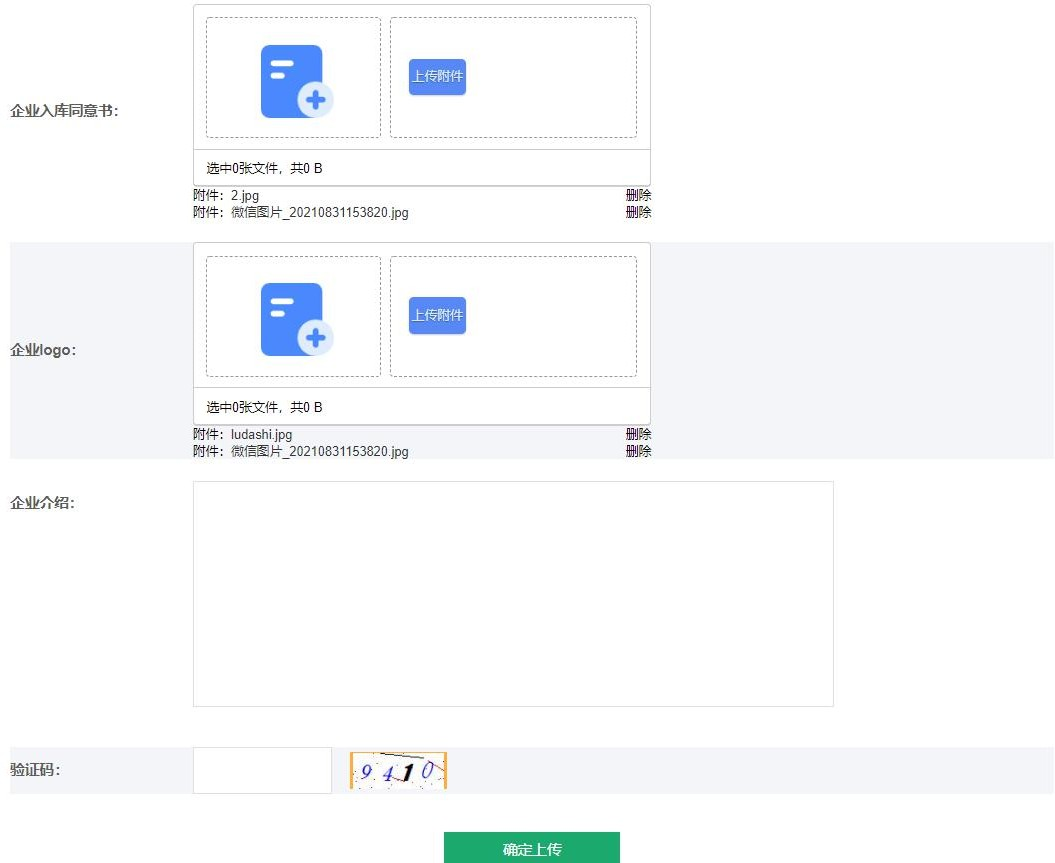 上传附件
企业入库同意书：
选中0张文件，共0 B
附件：2.jpg 删除
附件：微信图片_20210831153820.jpg 删除
上传附件
企业logo：
选中0张文件，共0 B
附件：ludashi.jpg 删除
附件：微信图片_20210831153820.jpg 删除
企业介绍：
验证码： 9410
确定上传